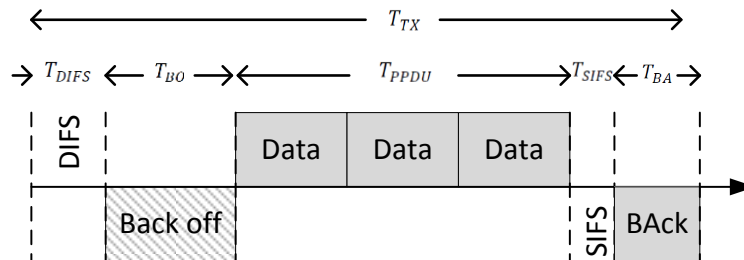 T_TX
T_DIFS T_BO T_PPDU T_SIFS T_BA
DIFS Data Data Data
Back off SIFS BAck